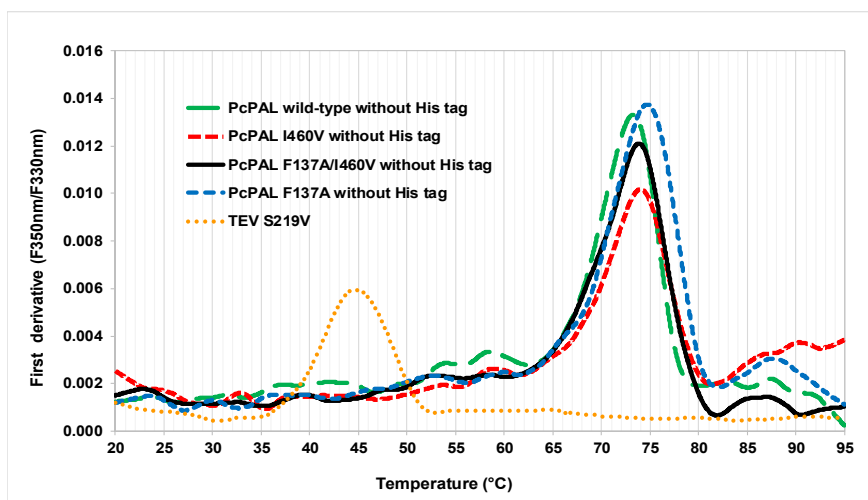 0.016
0.014
0.012
0.010
0.008
0.006
0.004
0.002
0.000
First derivative (F350nm/F330nm)
PcPAL wild-type without His tag
PcPAL I460V without His tag
PcPAL F137A/I460V without His tag
PcPAL F137A without His tag
TEV S219V
20 25 30 35 40 45 50 55 60 65 70 75 80 85 90 95
Temperature (°C)